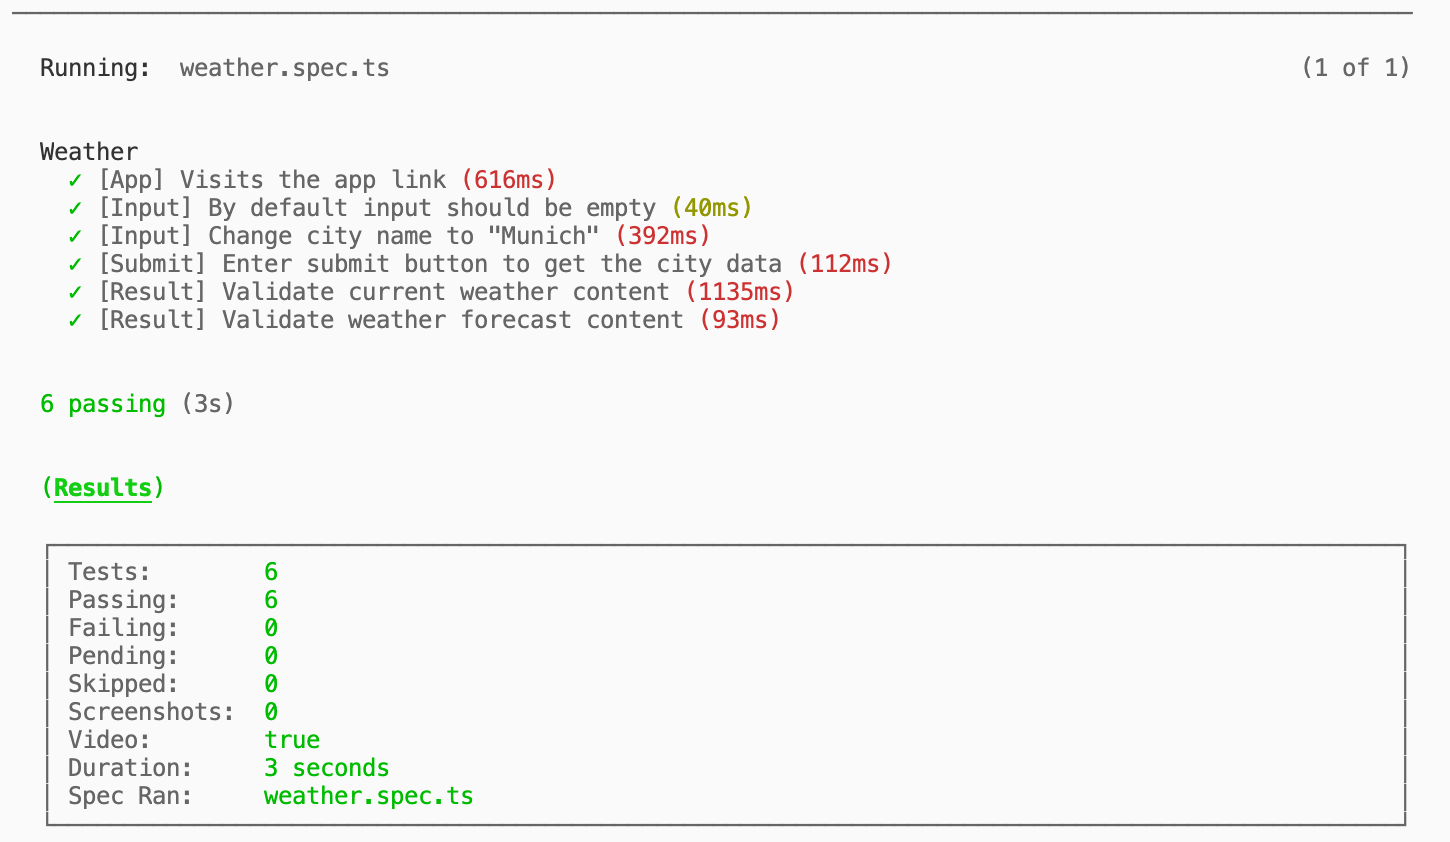 Running: weather.spec.ts (1 of 1)
Weather
✓ [App] Visits the app link (616ms)
✓ [Input] By default input should be empty (40ms)
✓ [Input] Change city name to "Munich" (392ms)
✓ [Submit] Enter submit button to get the city data (112ms)
✓ [Result] Validate current weather content (1135ms)
✓ [Result] Validate weather forecast content (93ms)
6 passing (3s)
(Results)
Tests: 6
Passing: 6
Failing: 0
Pending: 0
Skipped: 0
Screenshots: 0
Video: true
Duration: 3 seconds
Spec Ran: weather.spec.ts